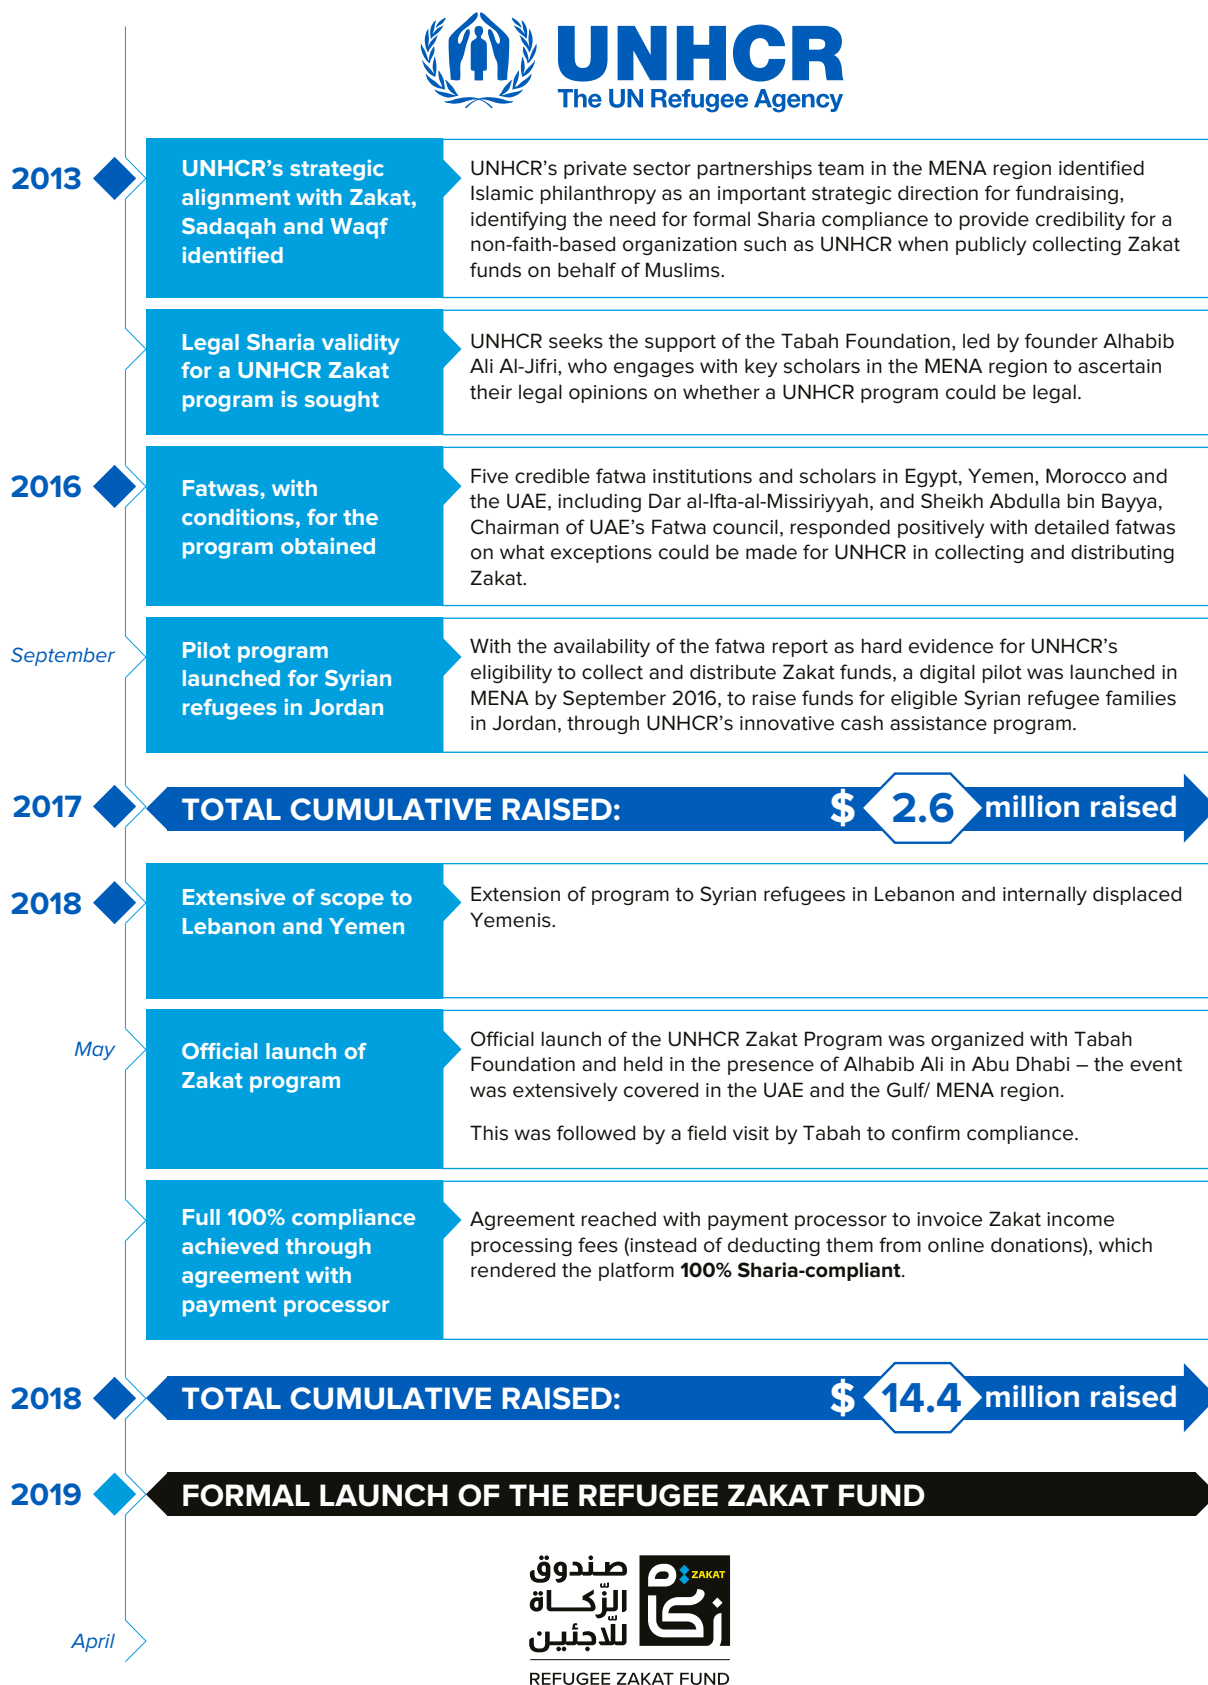 UNHCR
The UN Refugee Agency
2013
UNHCR’s strategic
alignment with Zakat,
Sadaqah and Waqf
identified
UNHCR’s private sector partnerships team in the MENA region identified
Islamic philanthropy as an important strategic direction for fundraising,
identifying the need for formal Sharia compliance to provide credibility for a
non-faith-based organization such as UNHCR when publicly collecting Zakat
funds on behalf of Muslims.
Legal Sharia validity
for a UNHCR Zakat
program is sought
UNHCR seeks the support of the Tabah Foundation, led by founder Alhabib
Ali Al-Jifri, who engages with key scholars in the MENA region to ascertain
their legal opinions on whether a UNHCR program could be legal.
2016
Fatwas, with
conditions, for the
program obtained
Five credible fatwa institutions and scholars in Egypt, Yemen, Morocco and
the UAE, including Dar al-Ifta-al-Missiriyyah, and Sheikh Abdulla bin Bayya,
Chairman of UAE’s Fatwa council, responded positively with detailed fatwas
on what exceptions could be made for UNHCR in collecting and distributing
Zakat.
September
Pilot program
launched for Syrian
refugees in Jordan
With the availability of the fatwa report as hard evidence for UNHCR’s
eligibility to collect and distribute Zakat funds, a digital pilot was launched in
MENA by September 2016, to raise funds for eligible Syrian refugee families
in Jordan, through UNHCR’s innovative cash assistance program.
2017
TOTAL CUMULATIVE RAISED: $ 2.6 million raised
2018
Extensive of scope to
Lebanon and Yemen
Extension of program to Syrian refugees in Lebanon and internally displaced
Yemenis.
May
Official launch of
Zakat program
Official launch of the UNHCR Zakat Program was organized with Tabah
Foundation and held in the presence of Alhabib Ali in Abu Dhabi – the event
was extensively covered in the UAE and the Gulf/ MENA region.
This was followed by a field visit by Tabah to confirm compliance.
Full 100% compliance
achieved through
agreement with
payment processor
Agreement reached with payment processor to invoice Zakat income
processing fees (instead of deducting them from online donations), which
rendered the platform 100% Sharia-compliant.
2018
TOTAL CUMULATIVE RAISED: $ 14.4 million raised
2019
FORMAL LAUNCH OF THE REFUGEE ZAKAT FUND
April
صندوق
الزّكــاة
للّاجئين
زكاة
ZAKAT
REFUGEE ZAKAT FUND